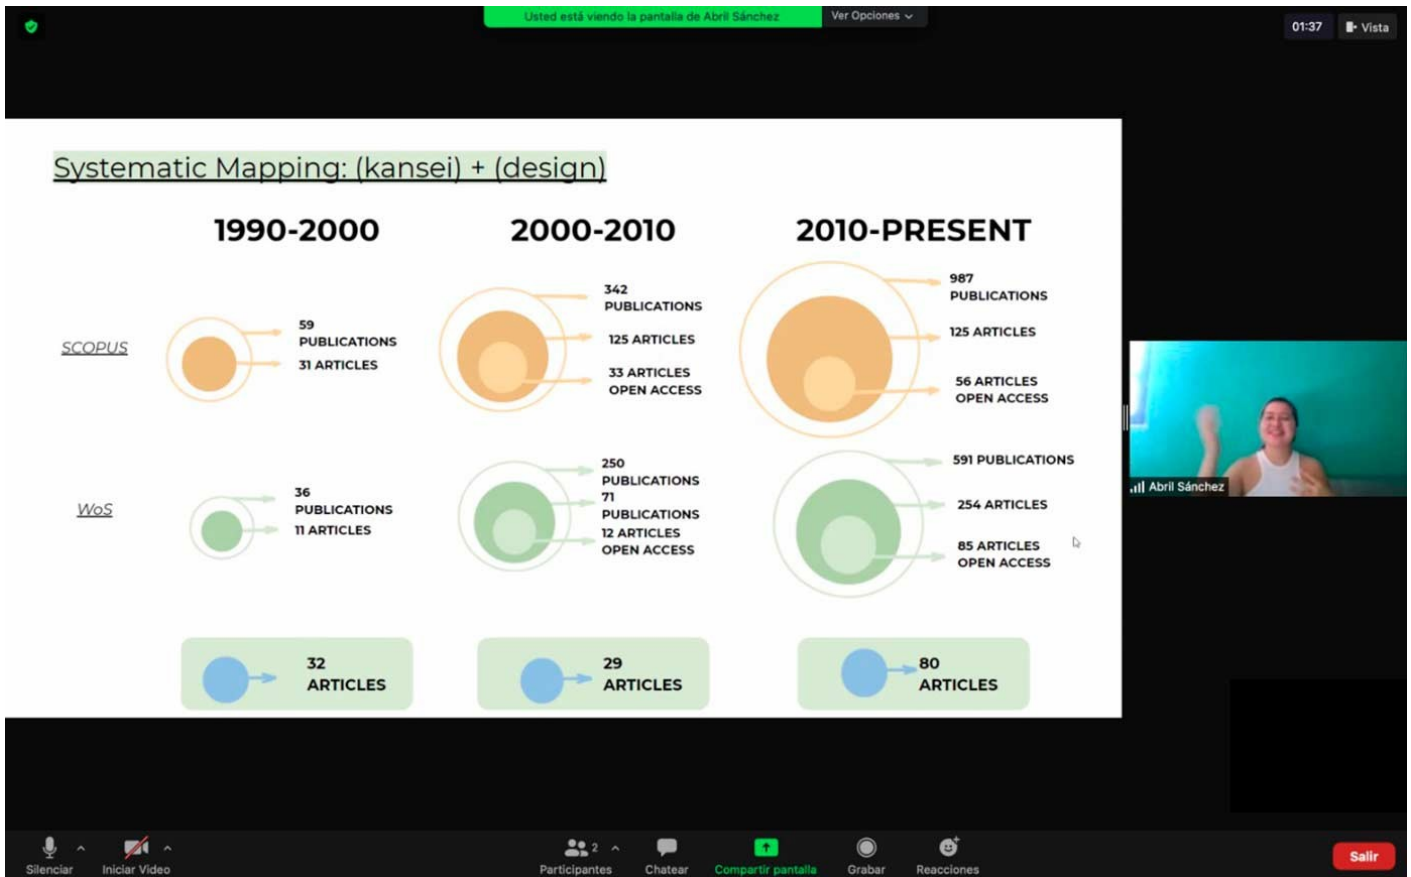 Usted está viendo la pantalla de Abril Sánchez
Ver Opciones
01:37
Vista
Systematic Mapping: (kansei) + (design)
1990-2000
2000-2010
2010-PRESENT
SCOPUS
59
PUBLICATIONS
31 ARTICLES
342
PUBLICATIONS
125 ARTICLES
33 ARTICLES
OPEN ACCESS
987
PUBLICATIONS
125 ARTICLES
56 ARTICLES
OPEN ACCESS
WoS
36
PUBLICATIONS
11 ARTICLES
250
PUBLICATIONS
71
PUBLICATIONS
12 ARTICLES
OPEN ACCESS
591 PUBLICATIONS
254 ARTICLES
85 ARTICLES
OPEN ACCESS
Abril Sánchez
32
ARTICLES
29
ARTICLES
80
ARTICLES
Silenciar
Iniciar Video
2
Participantes
Chatear
Compartir pantalla
Grabar
Reacciones
Salir